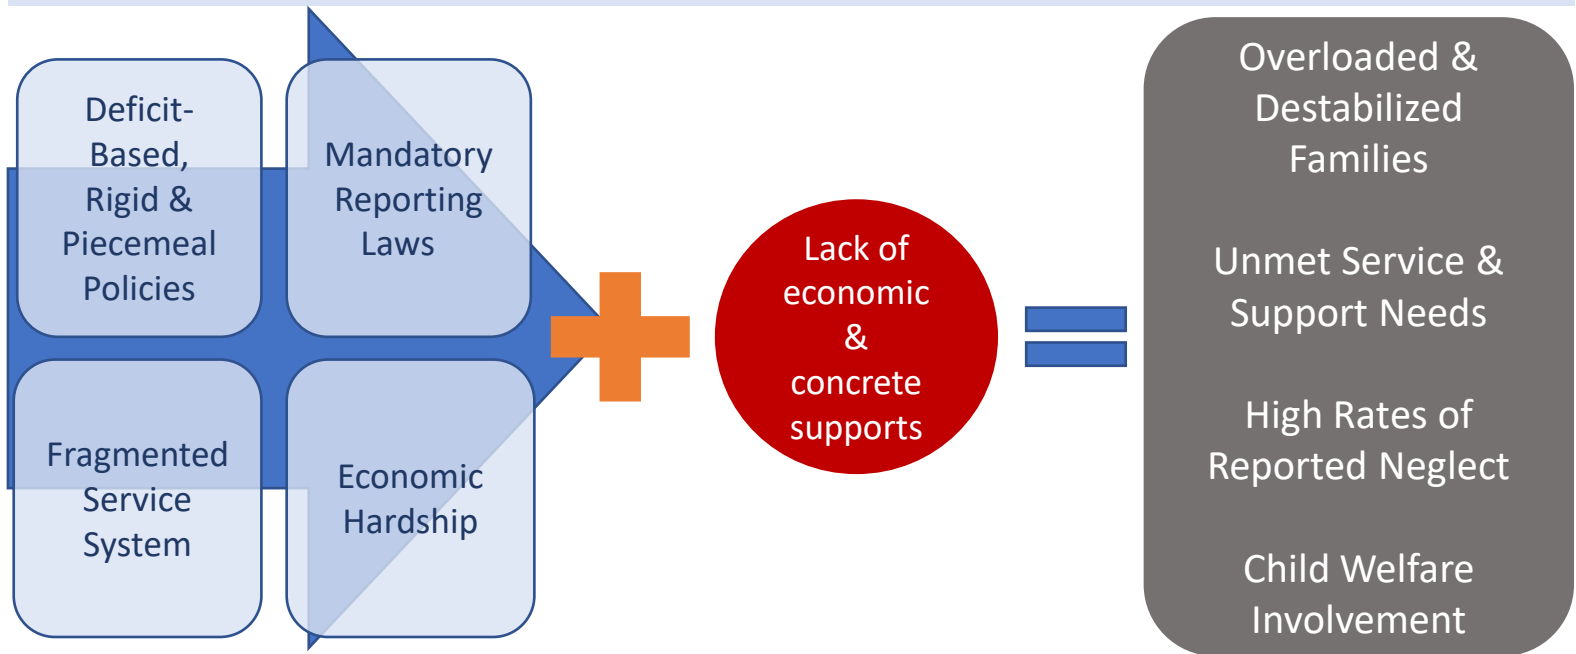 Deficit-
Based,
Rigid &
Piecemeal
Policies
Mandatory
Reporting
Laws
Fragmented
Service
System
Economic
Hardship
Lack of
economic
&
concrete
supports
Overloaded &
Destabilized
Families
Unmet Service &
Support Needs
High Rates of
Reported Neglect
Child Welfare
Involvement